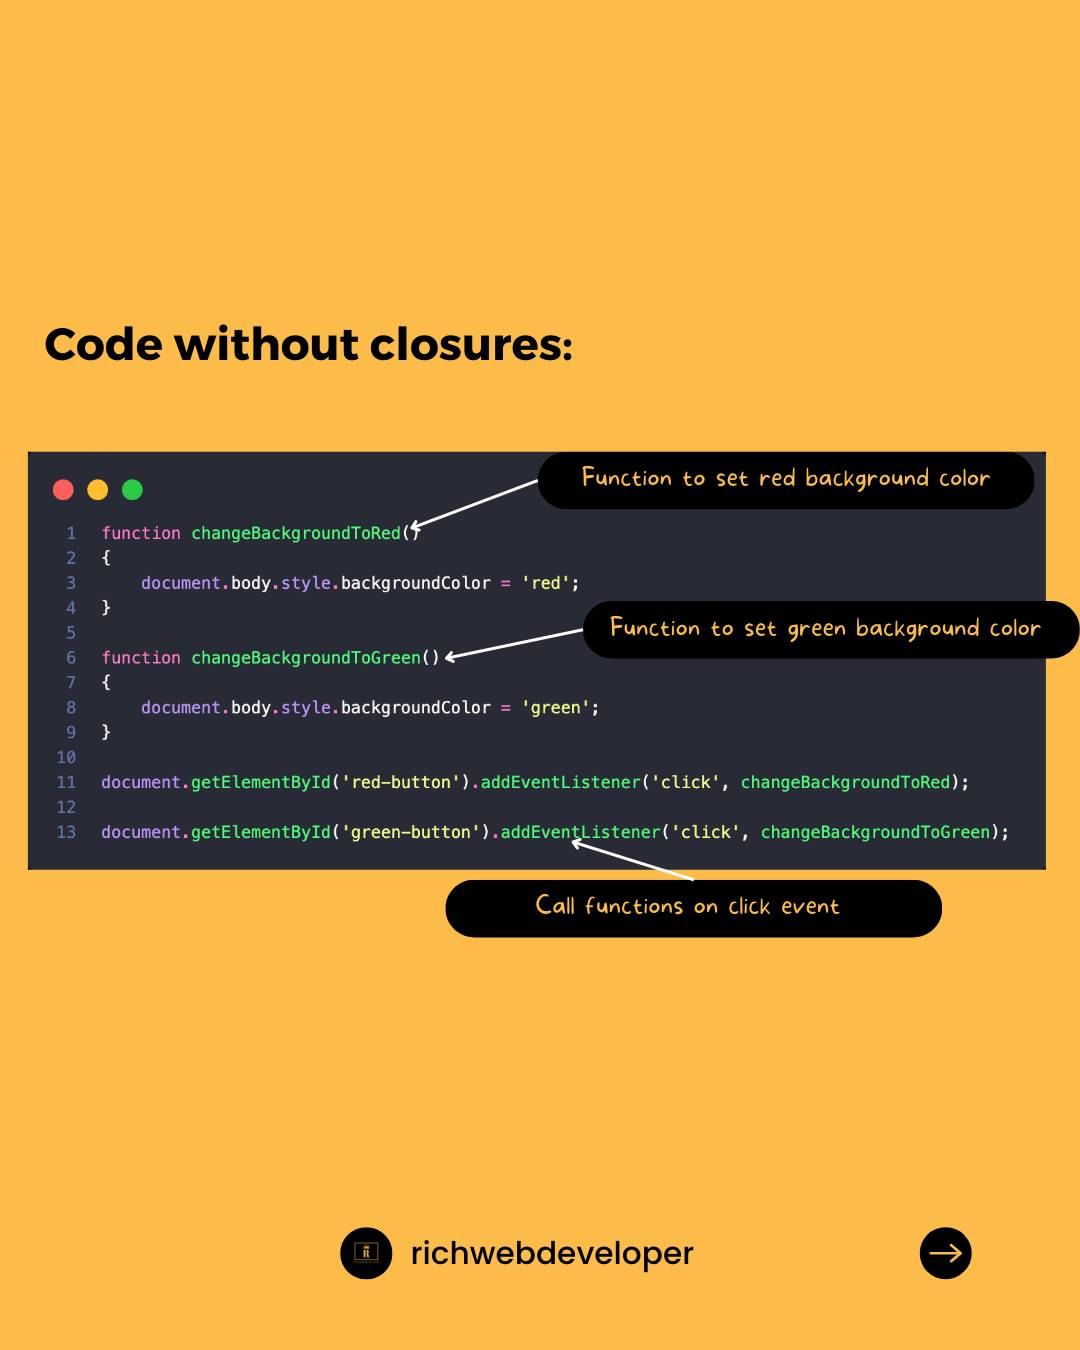 Code without closures:
Function to set red background color
1 function changeBackgroundToRed()
2 {
3     document.body.style.backgroundColor = 'red';
4 }
Function to set green background color
5
6 function changeBackgroundToGreen()
7 {
8     document.body.style.backgroundColor = 'green';
9 }
10
11 document.getElementById('red-button').addEventListener('click', changeBackgroundToRed);
12
13 document.getElementById('green-button').addEventListener('click', changeBackgroundToGreen);
Call functions on click event
R
richwebdeveloper